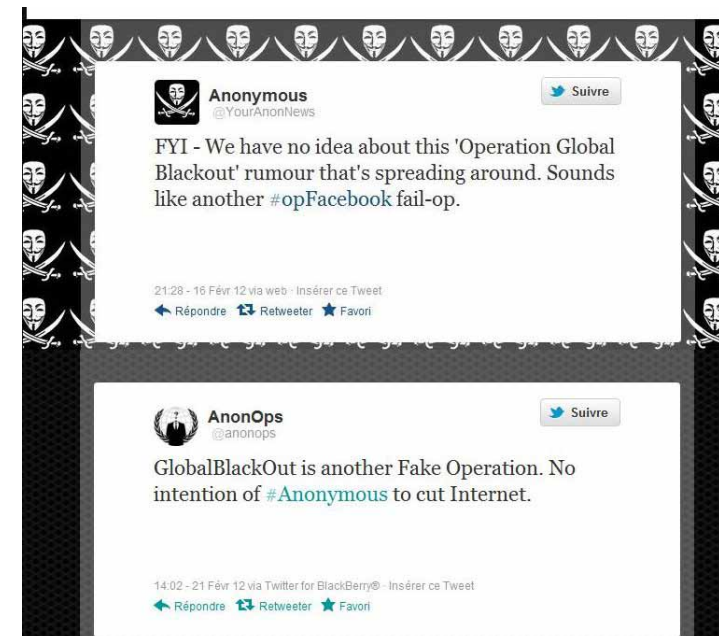 Anonymous
@YourAnonNews
Suivre
FYI - We have no idea about this 'Operation Global
Blackout' rumour that's spreading around. Sounds
like another #opFacebook fail-op.
21:28 - 16 Févr 12 via web · Insérer ce Tweet
Répondre Retweeter Favori
AnonOps
@anonops
Suivre
GlobalBlackOut is another Fake Operation. No
intention of #Anonymous to cut Internet.
14:02 - 21 Févr 12 via Twitter for BlackBerry® · Insérer ce Tweet
Répondre Retweeter Favori